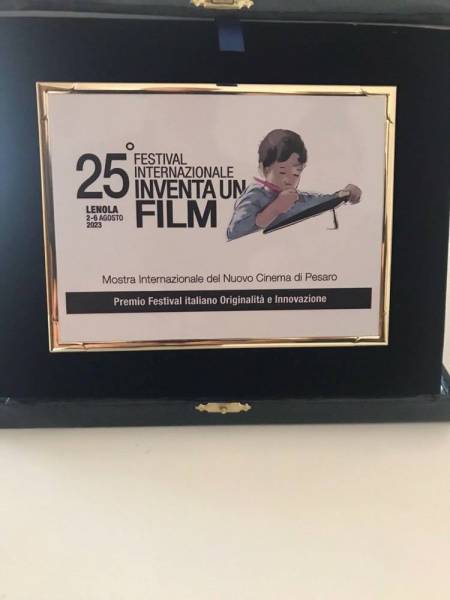 25° FESTIVAL
INTERNAZIONALE
INVENTA UN
FILM
LENOLA
2-6 AGOSTO
2023
Mostra Internazionale del Nuovo Cinema di Pesaro
Premio Festival italiano Originalità e Innovazione